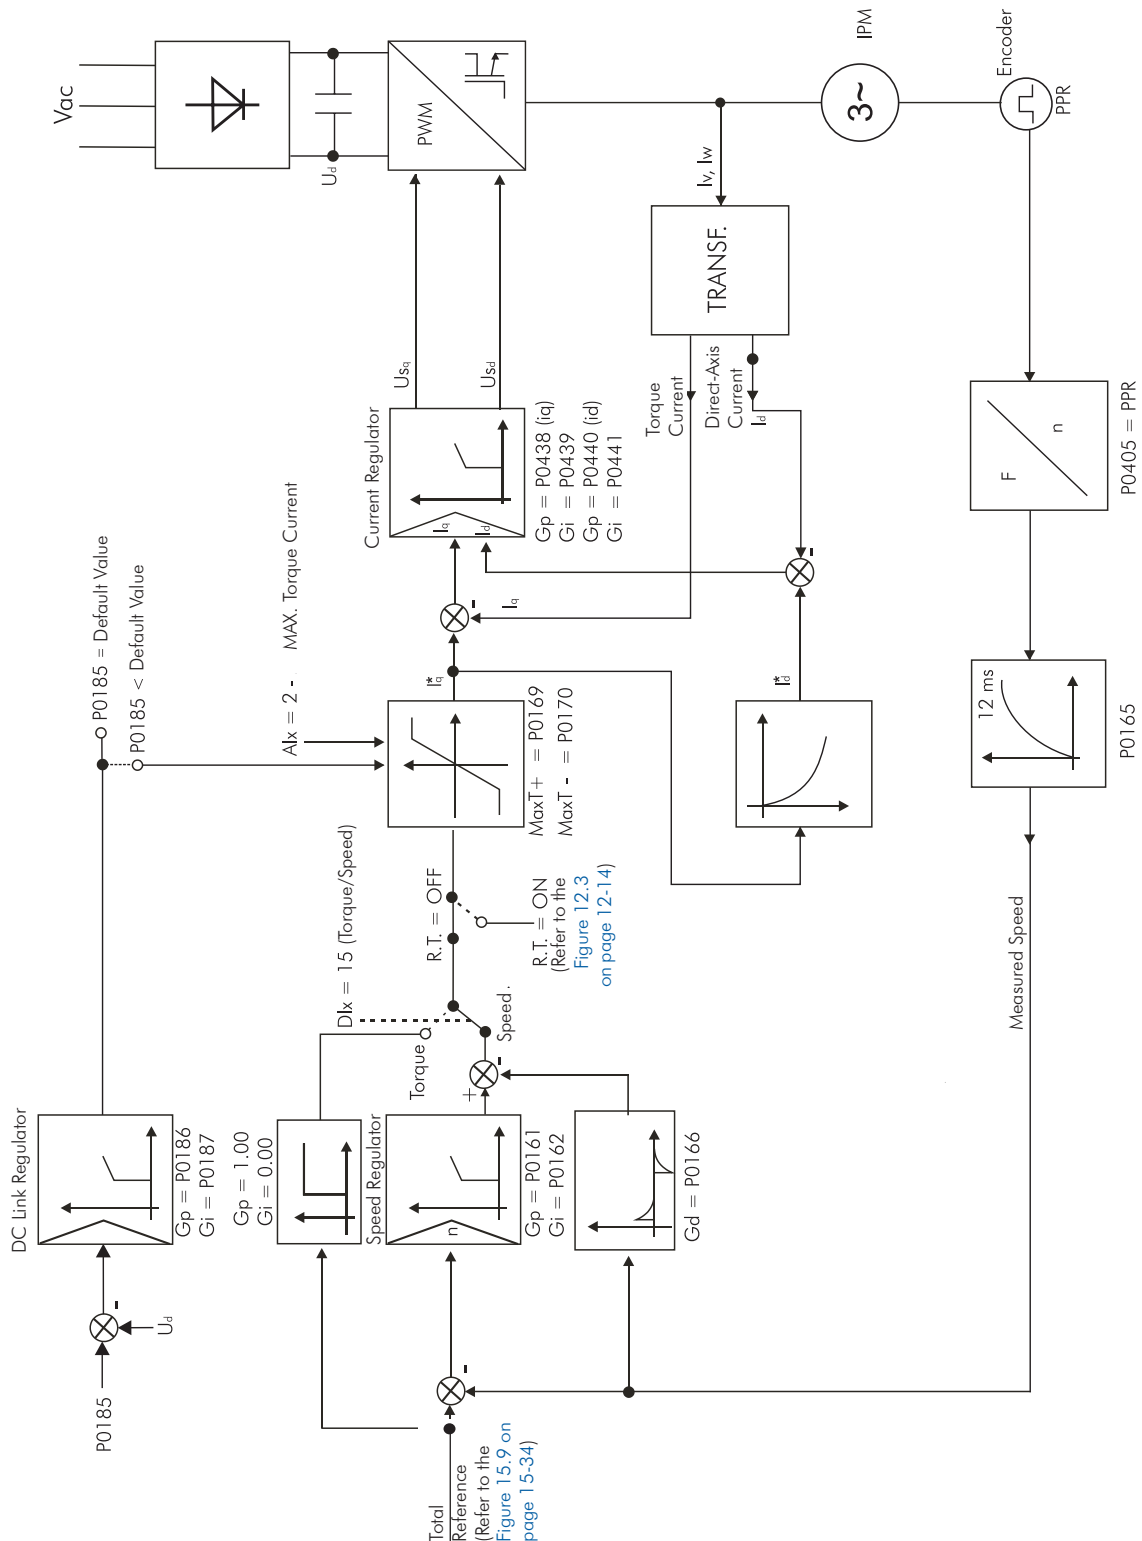 Vac
Ud
PWM
IPM
3~
Encoder
PPR
Iv, Iw
TRANSF.
Usq
Usd
Torque
Current
Direct-Axis
Current
Id
Current Regulator
Iq
Id
Gp = P0438 (iq)
Gi = P0439
Gp = P0440 (id)
Gi = P0441
F
n
P0405 = PPR
P0185 = Default Value
P0185 < Default Value
AIx = 2 - MAX. Torque Current
-
Iq
-
I*q
I*d
MaxT+ = P0169
MaxT - = P0170
12 ms
P0165
DIx = 15 (Torque/Speed)
R.T. = OFF
R.T. = ON
(Refer to the
Figure 12.3
on page 12-14)
Torque
Speed .
+
-
Measured Speed
DC Link Regulator
Gp = P0186
Gi = P0187
Gp = 1.00
Gi = 0.00
Speed Regulator
n
Gp = P0161
Gi = P0162
Gd = P0166
P0185
-
Ud
-
Total
Reference
(Refer to the
Figure 15.9 on
page 15-34)